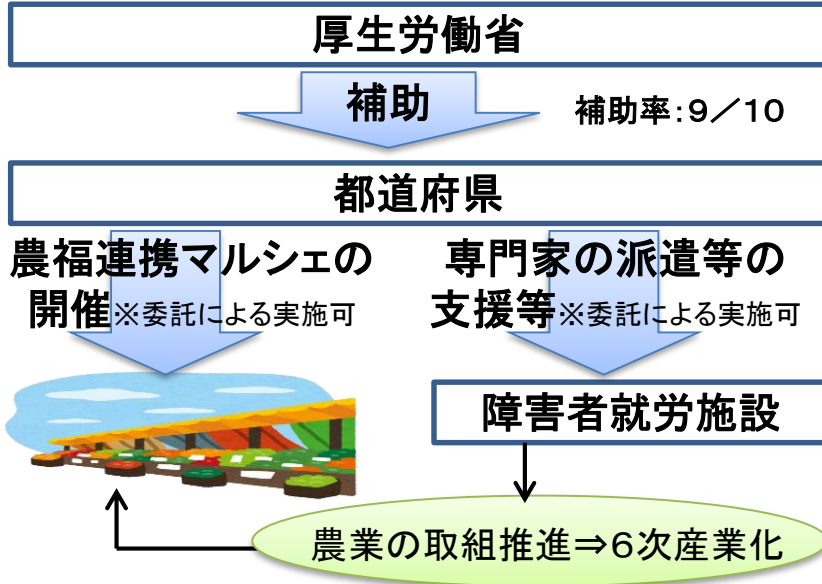 厚生労働省
補助
補助率：９／１０
都道府県
農福連携マルシェの
開催※委託による実施可
専門家の派遣等の
支援等※委託による実施可
障害者就労施設
農業の取組推進⇒６次産業化